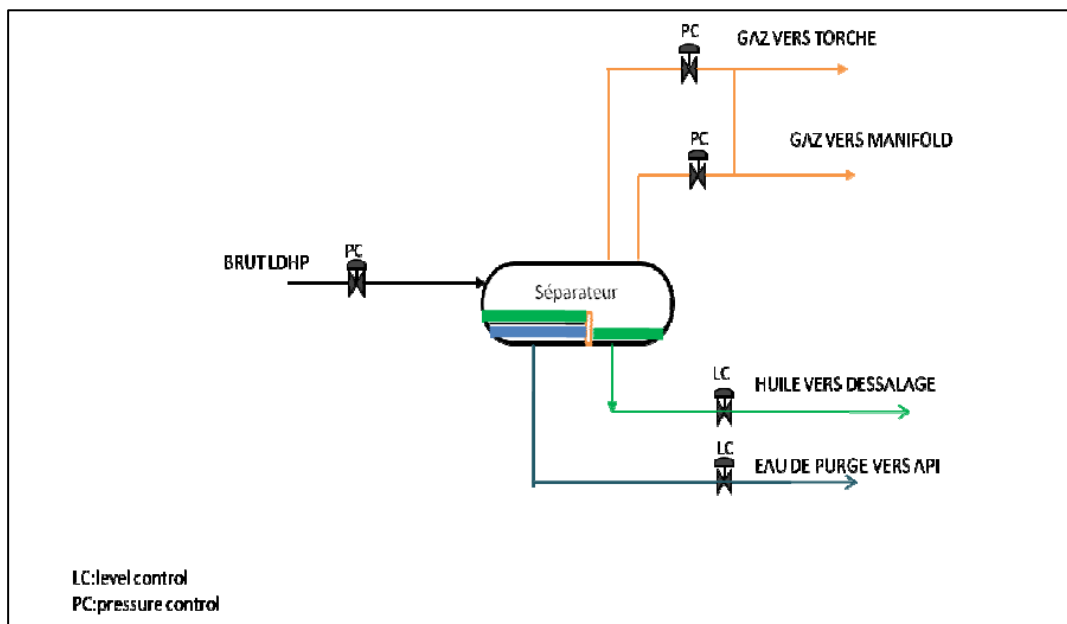 PC
GAZ VERS TORCHE
PC
GAZ VERS MANIFOLD
PC
BRUT LDHP
Séparateur
LC
HUILE VERS DESSALAGE
LC
EAU DE PURGE VERS API
LC:level control
PC:pressure control